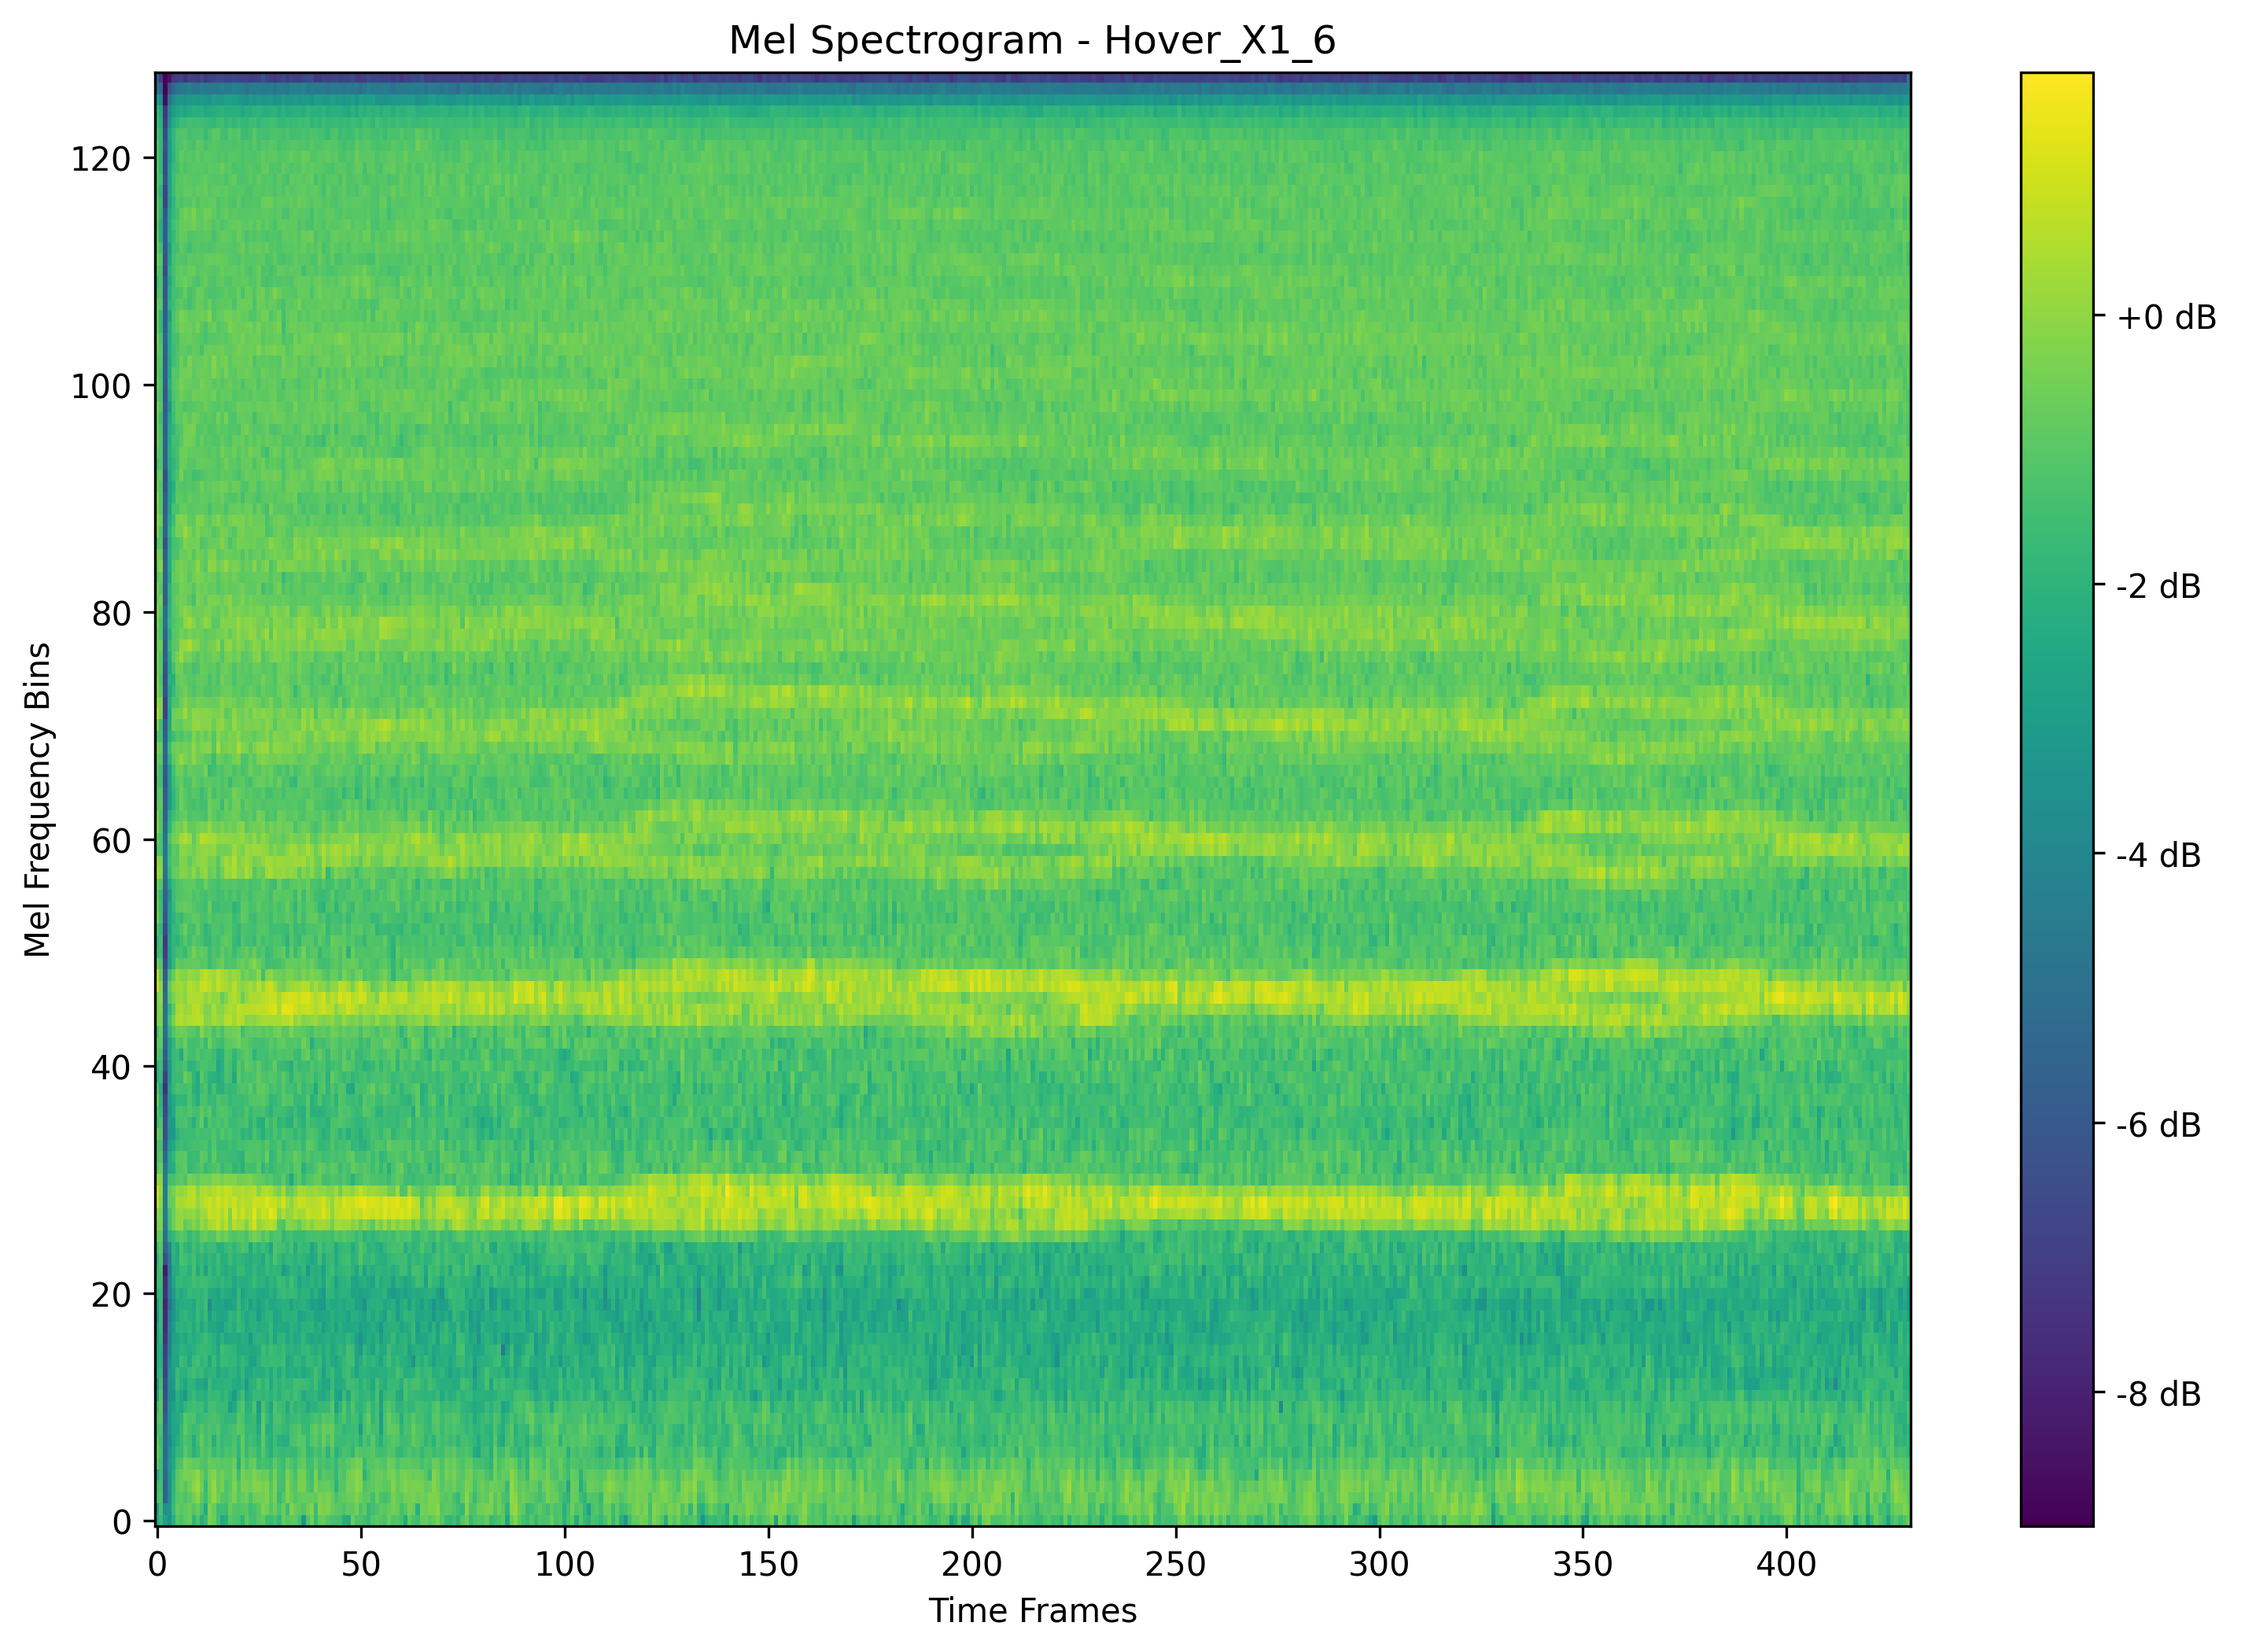 Mel Spectrogram - Hover_X1_6
Mel Frequency Bins
120
100
80
60
40
20
0
0 50 100 150 200 250 300 350 400
Time Frames
+0 dB
-2 dB
-4 dB
-6 dB
-8 dB